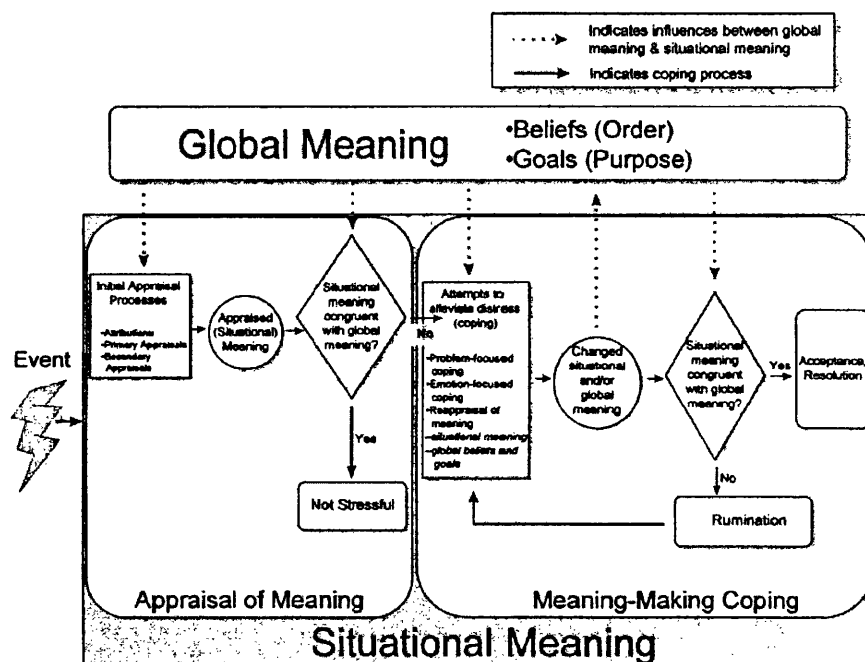 Indicates influences between global
meaning & situational meaning
Indicates coping process
Global Meaning
•Beliefs (Order)
•Goals (Purpose)
Event
Initial Appraisal
Processes
•Attributions
•Primary Appraisals
•Secondary
Appraisals
Appraised
(Situational)
Meaning
Situational
meaning
congruent
with global
meaning?
Yes
Not Stressful
No
Attempts to
alleviate distress
(coping)
•Problem-focused
coping
•Emotion-focused
coping
•Reappraisal of
meaning
–situational meaning
–global beliefs and
goals
Changed
situational
and/or
global
meaning
Situational
meaning
congruent
with global
meaning?
Yes
Acceptance,
Resolution
No
Rumination
Appraisal of Meaning
Meaning-Making Coping
Situational Meaning